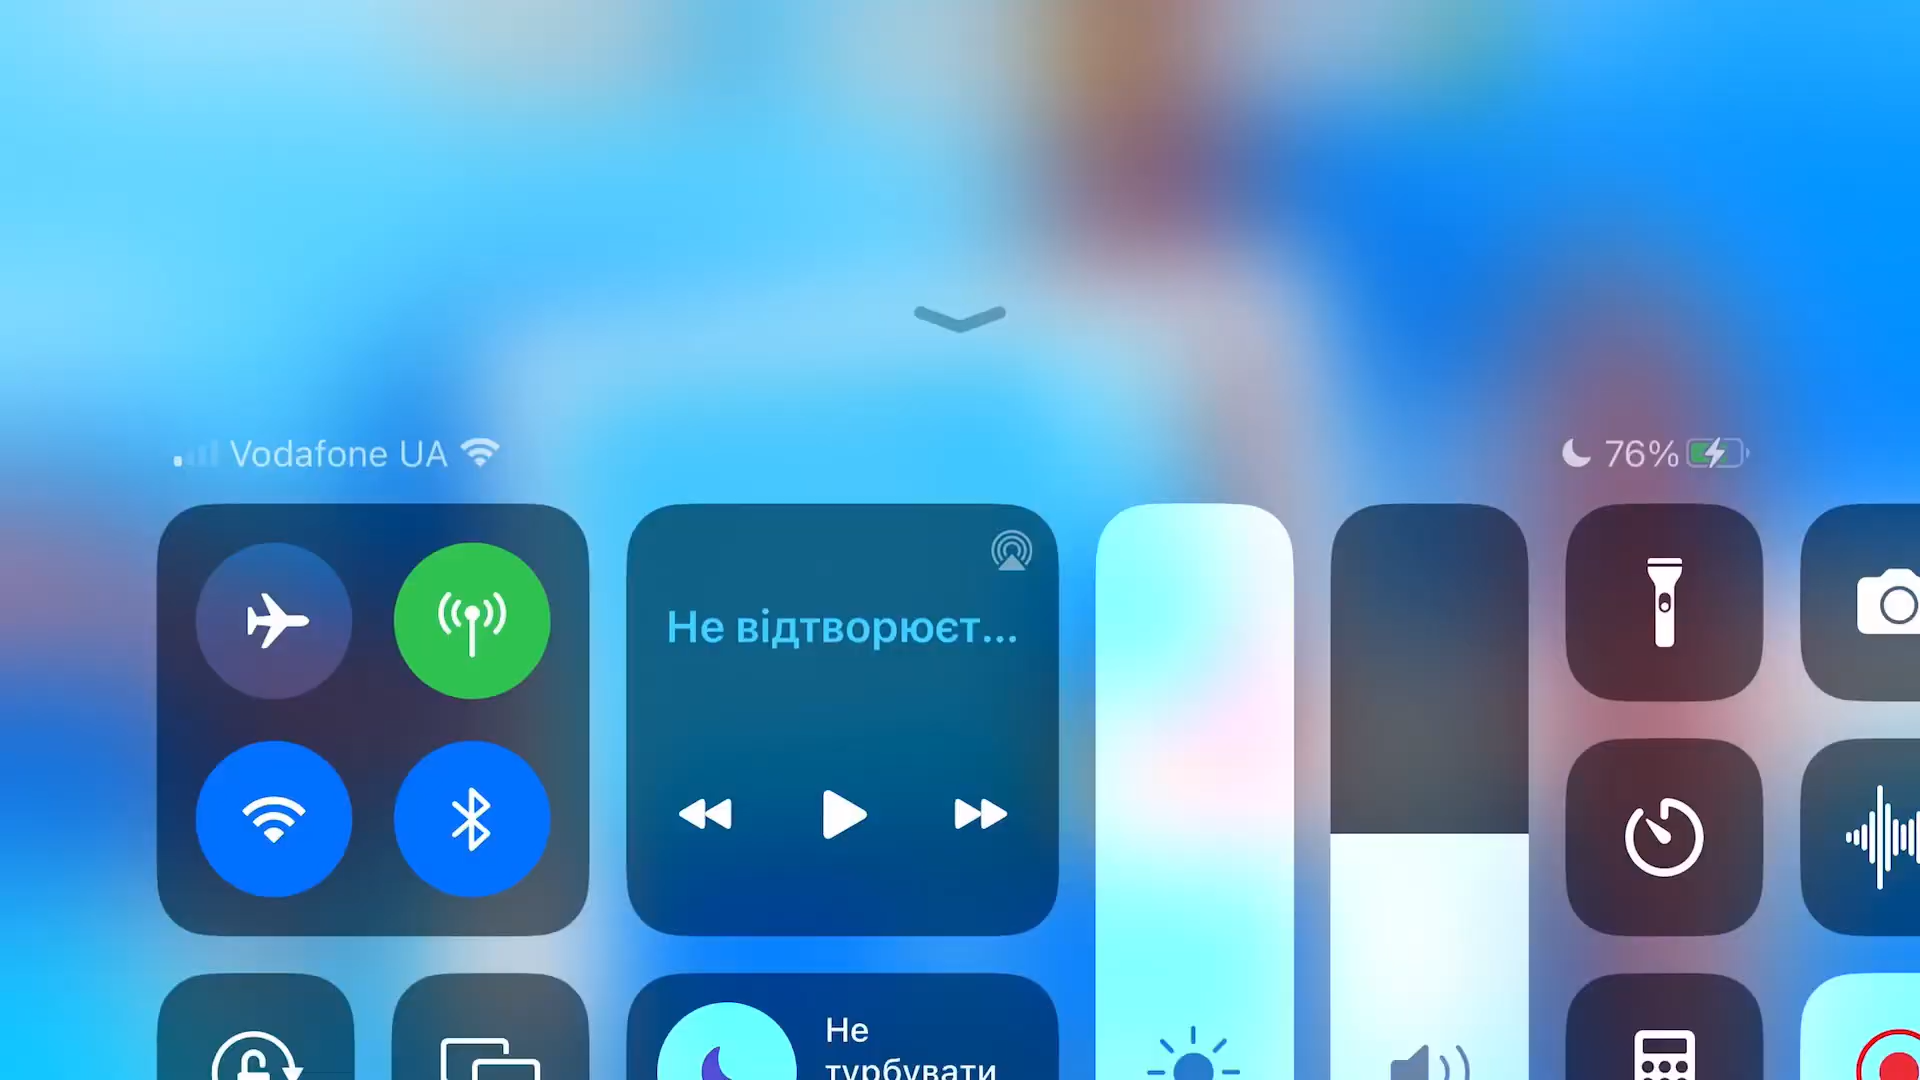 Vodafone UA
76%
Не відтворюєт...
Не
турбувати